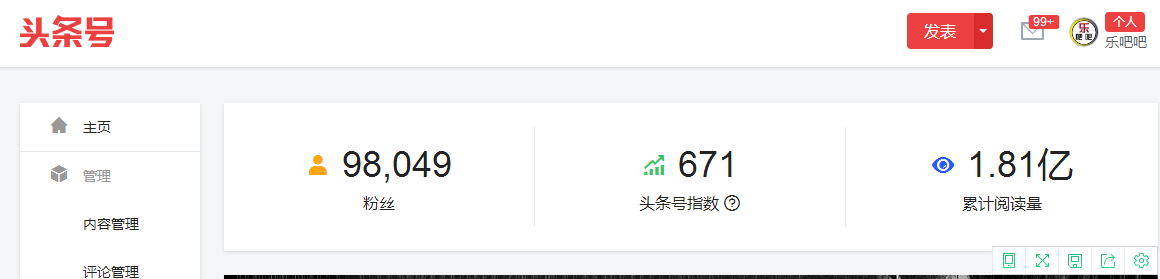 头条号
发表
99+
个人
乐吧吧
主页
管理
内容管理
评论管理
98,049
粉丝
671
头条号指数
1.81亿
累计阅读量